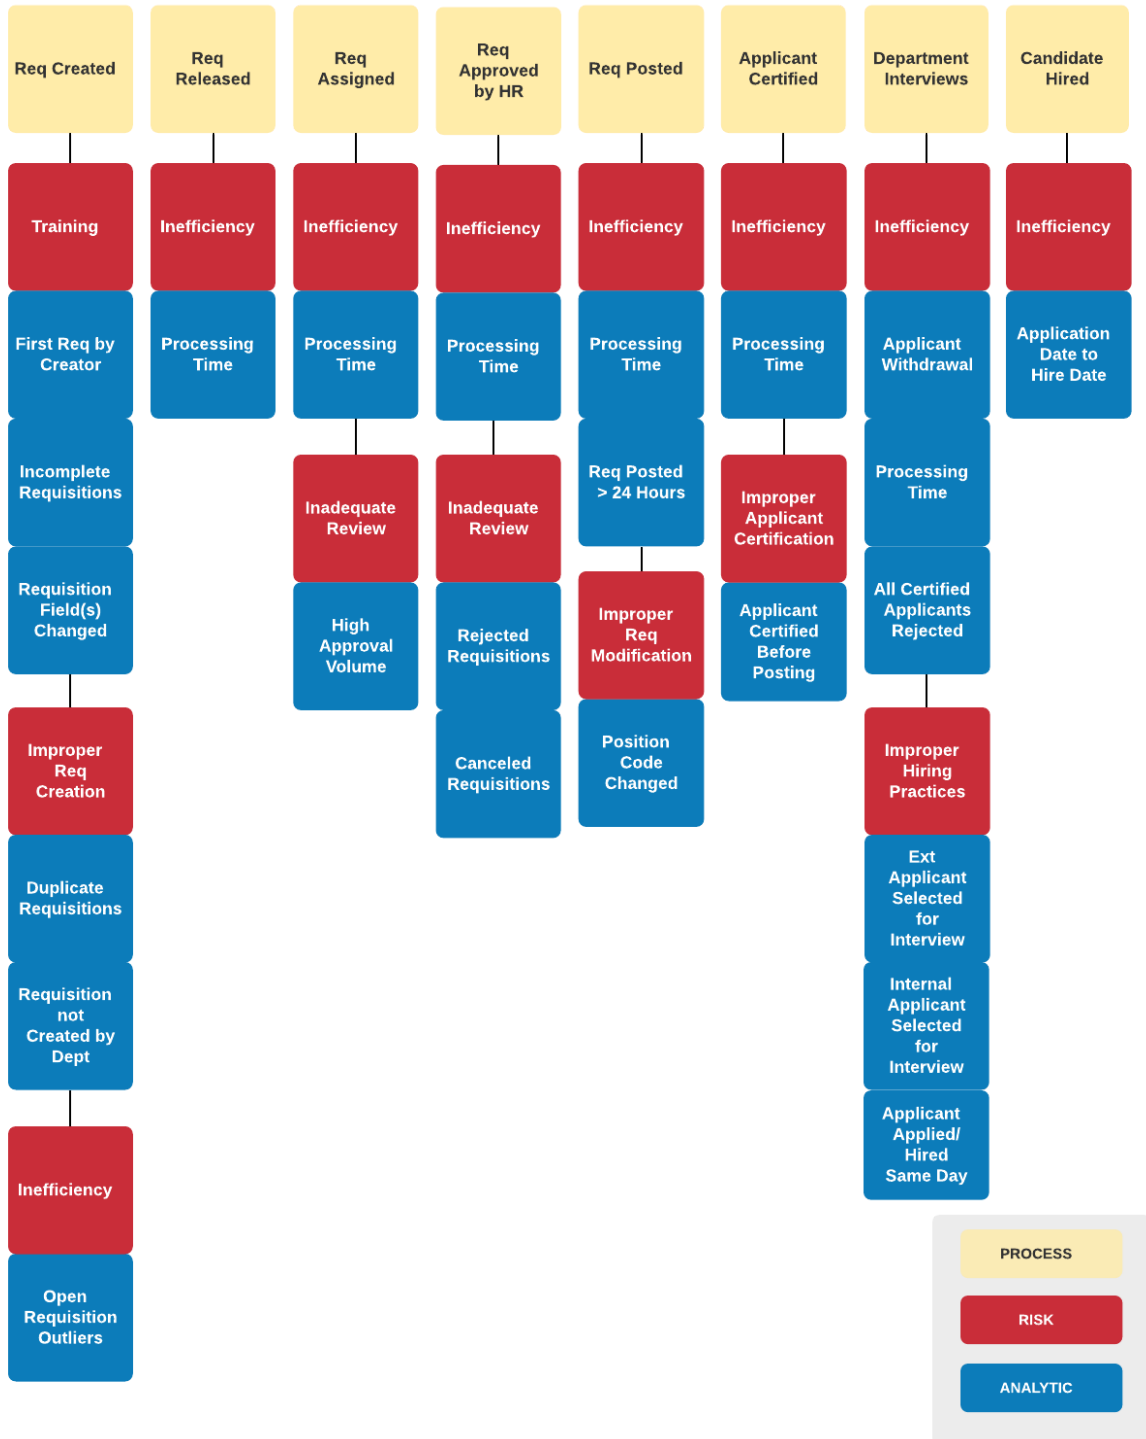 Req Created
Req
Released
Req
Assigned
Req
Approved
by HR
Req Posted
Applicant
Certified
Department
Interviews
Candidate
Hired
Training
First Req by
Creator
Incomplete
Requisitions
Requisition
Field(s)
Changed
Improper
Req
Creation
Duplicate
Requisitions
Requisition
not
Created by
Dept
Inefficiency
Open
Requisition
Outliers
Inefficiency
Processing
Time
Inefficiency
Processing
Time
Inadequate
Review
High
Approval
Volume
Inefficiency
Processing
Time
Inadequate
Review
Rejected
Requisitions
Canceled
Requisitions
Inefficiency
Processing
Time
Req Posted
> 24 Hours
Improper
Req
Modification
Position
Code
Changed
Inefficiency
Processing
Time
Improper
Applicant
Certification
Applicant
Certified
Before
Posting
Inefficiency
Applicant
Withdrawal
Processing
Time
All Certified
Applicants
Rejected
Improper
Hiring
Practices
Ext
Applicant
Selected
for
Interview
Internal
Applicant
Selected
for
Interview
Applicant
Applied/
Hired
Same Day
Inefficiency
Application
Date to
Hire Date
PROCESS
RISK
ANALYTIC